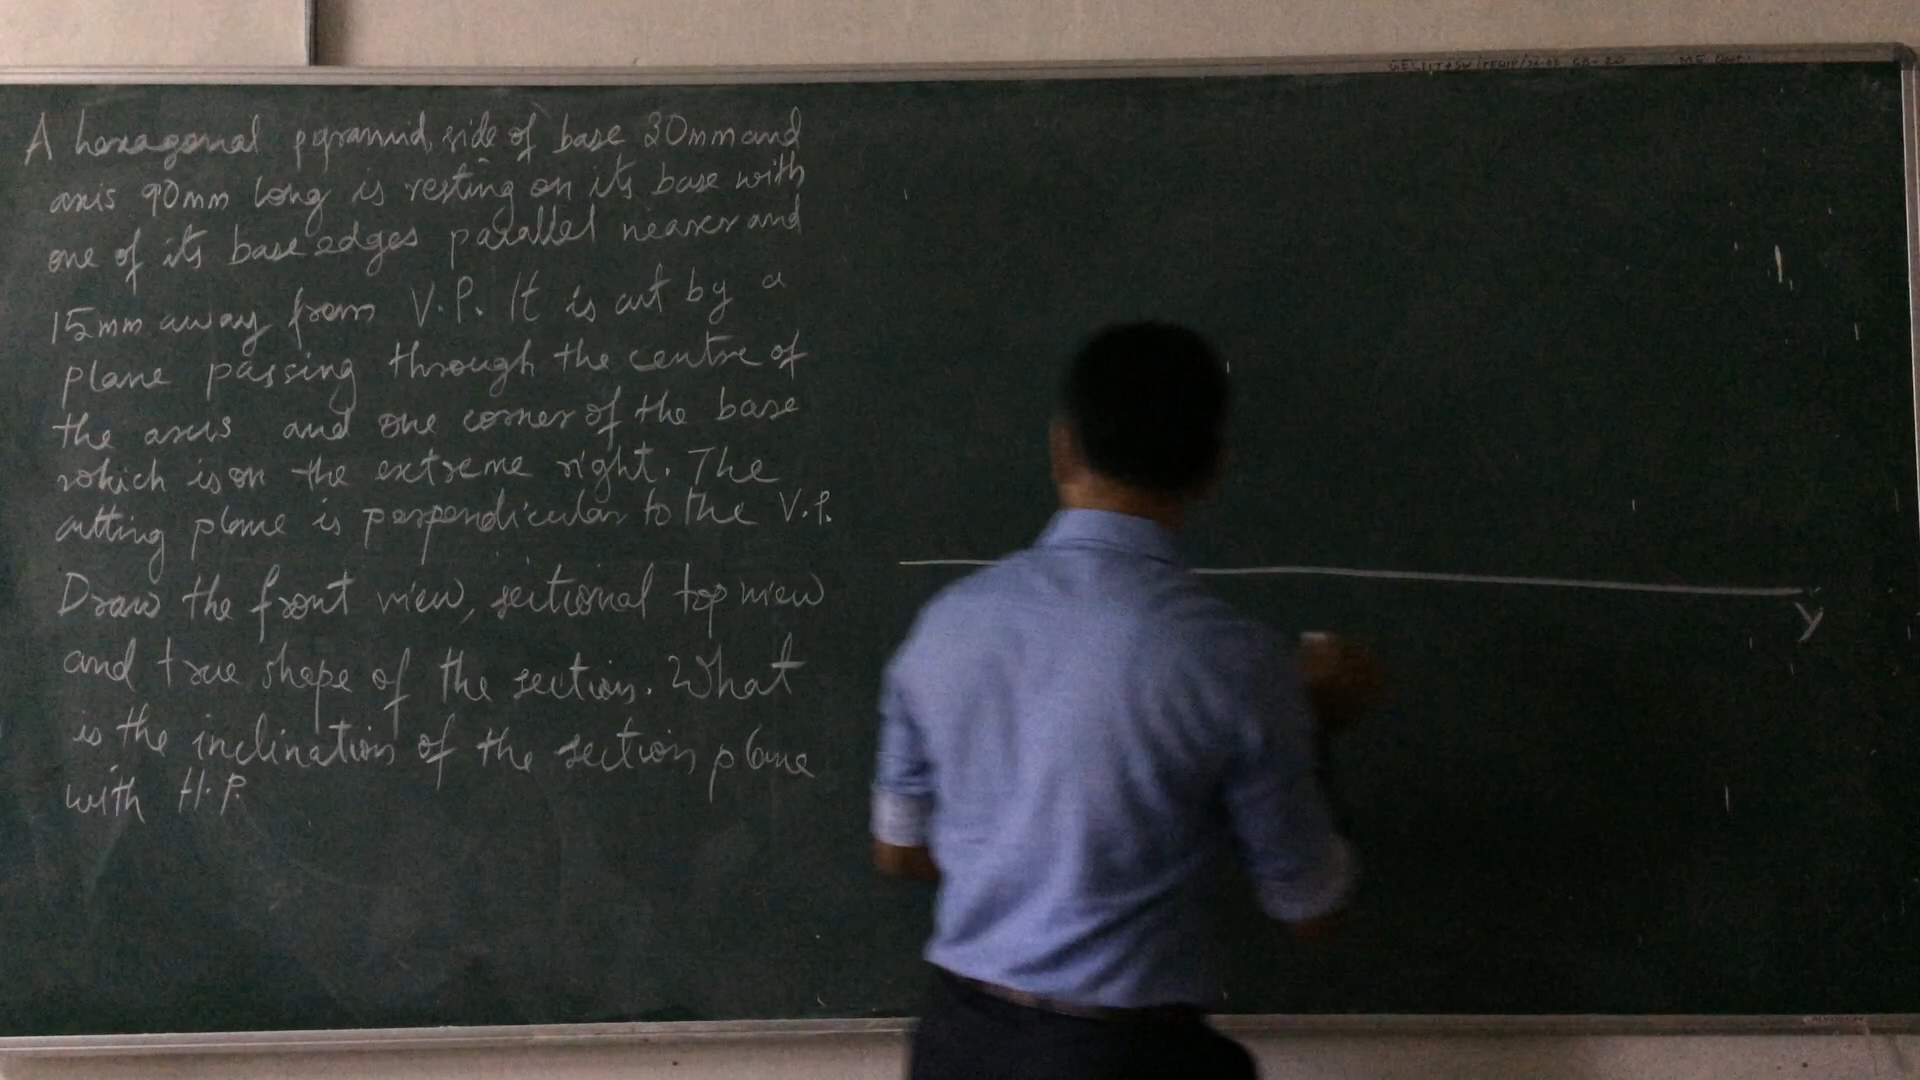 A hexagonal pyramid, side of base 30mm and
axis 90mm long is resting on its base with
one of its base edges parallel nearer and
15mm away from V.P. It is cut by a
plane passing through the centre of
the axis and one corner of the base
which is on the extreme right. The
cutting plane is perpendicular to the V.P.
Draw the front view, sectional top view
and true shape of the section. What
is the inclination of the section plane
with H.P.
Y